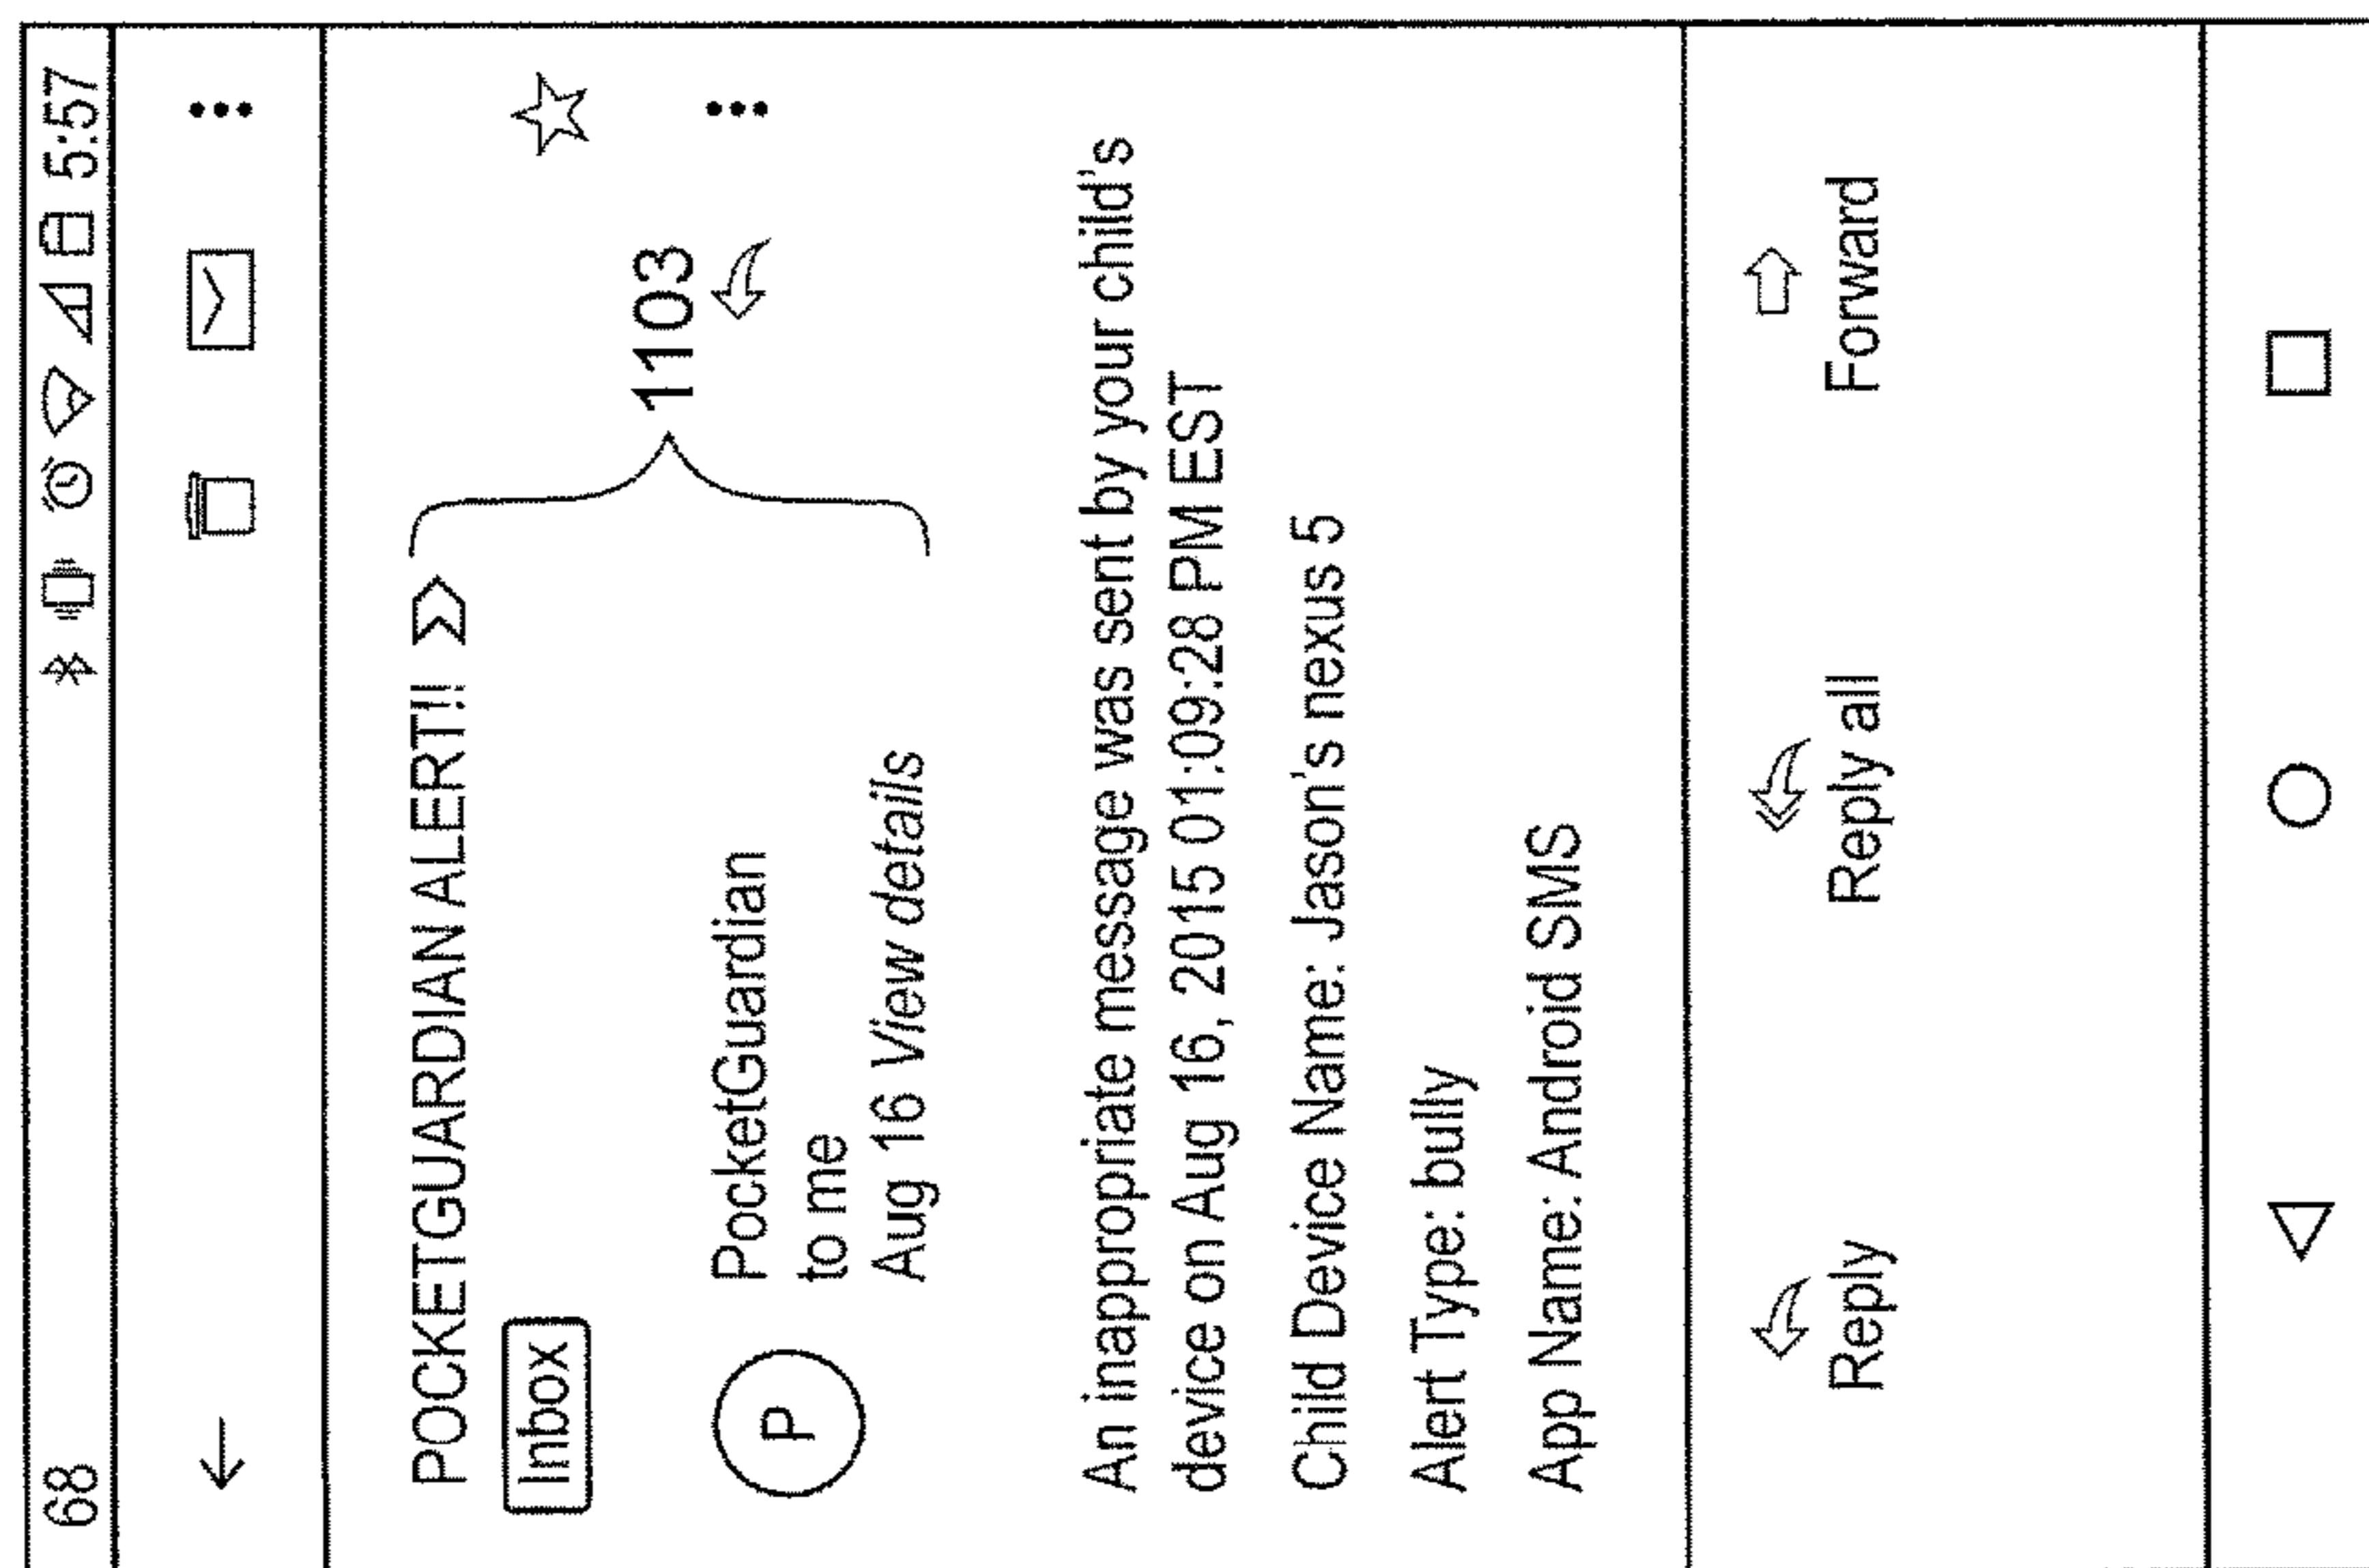 68 5:57
POCKETGUARDIAN ALERT!!
Inbox
1103
P PocketGuardian
to me
Aug 16 View details
An inappropriate message was sent by your child's
device on Aug 16, 2015 01:09:28 PM EST
Child Device Name: Jason's nexus 5
Alert Type: bully
App Name: Android SMS
Reply Reply all Forward